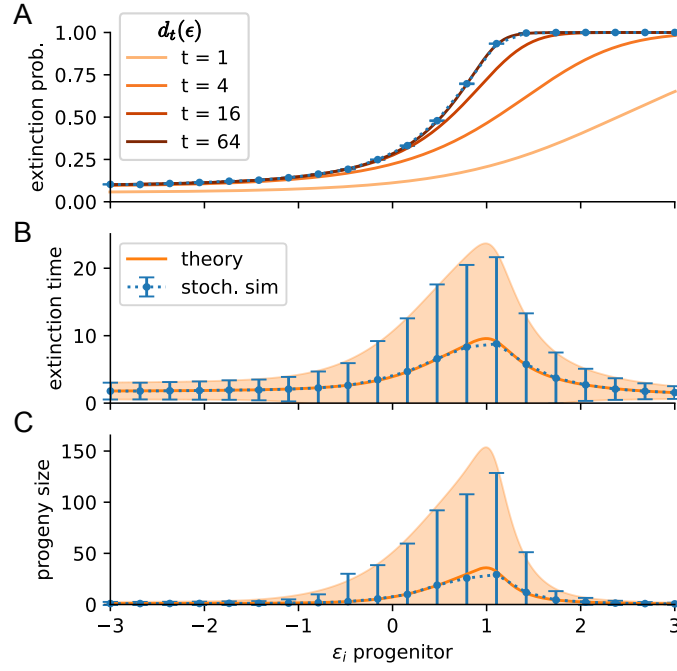 A
1.00
0.75
0.50
0.25
0.00
extinction prob.
d_t(ϵ)
t = 1
t = 4
t = 16
t = 64
B
20
10
0
extinction time
theory
stoch. sim
C
150
100
50
0
progeny size
−3 −2 −1 0 1 2 3
ε_i progenitor